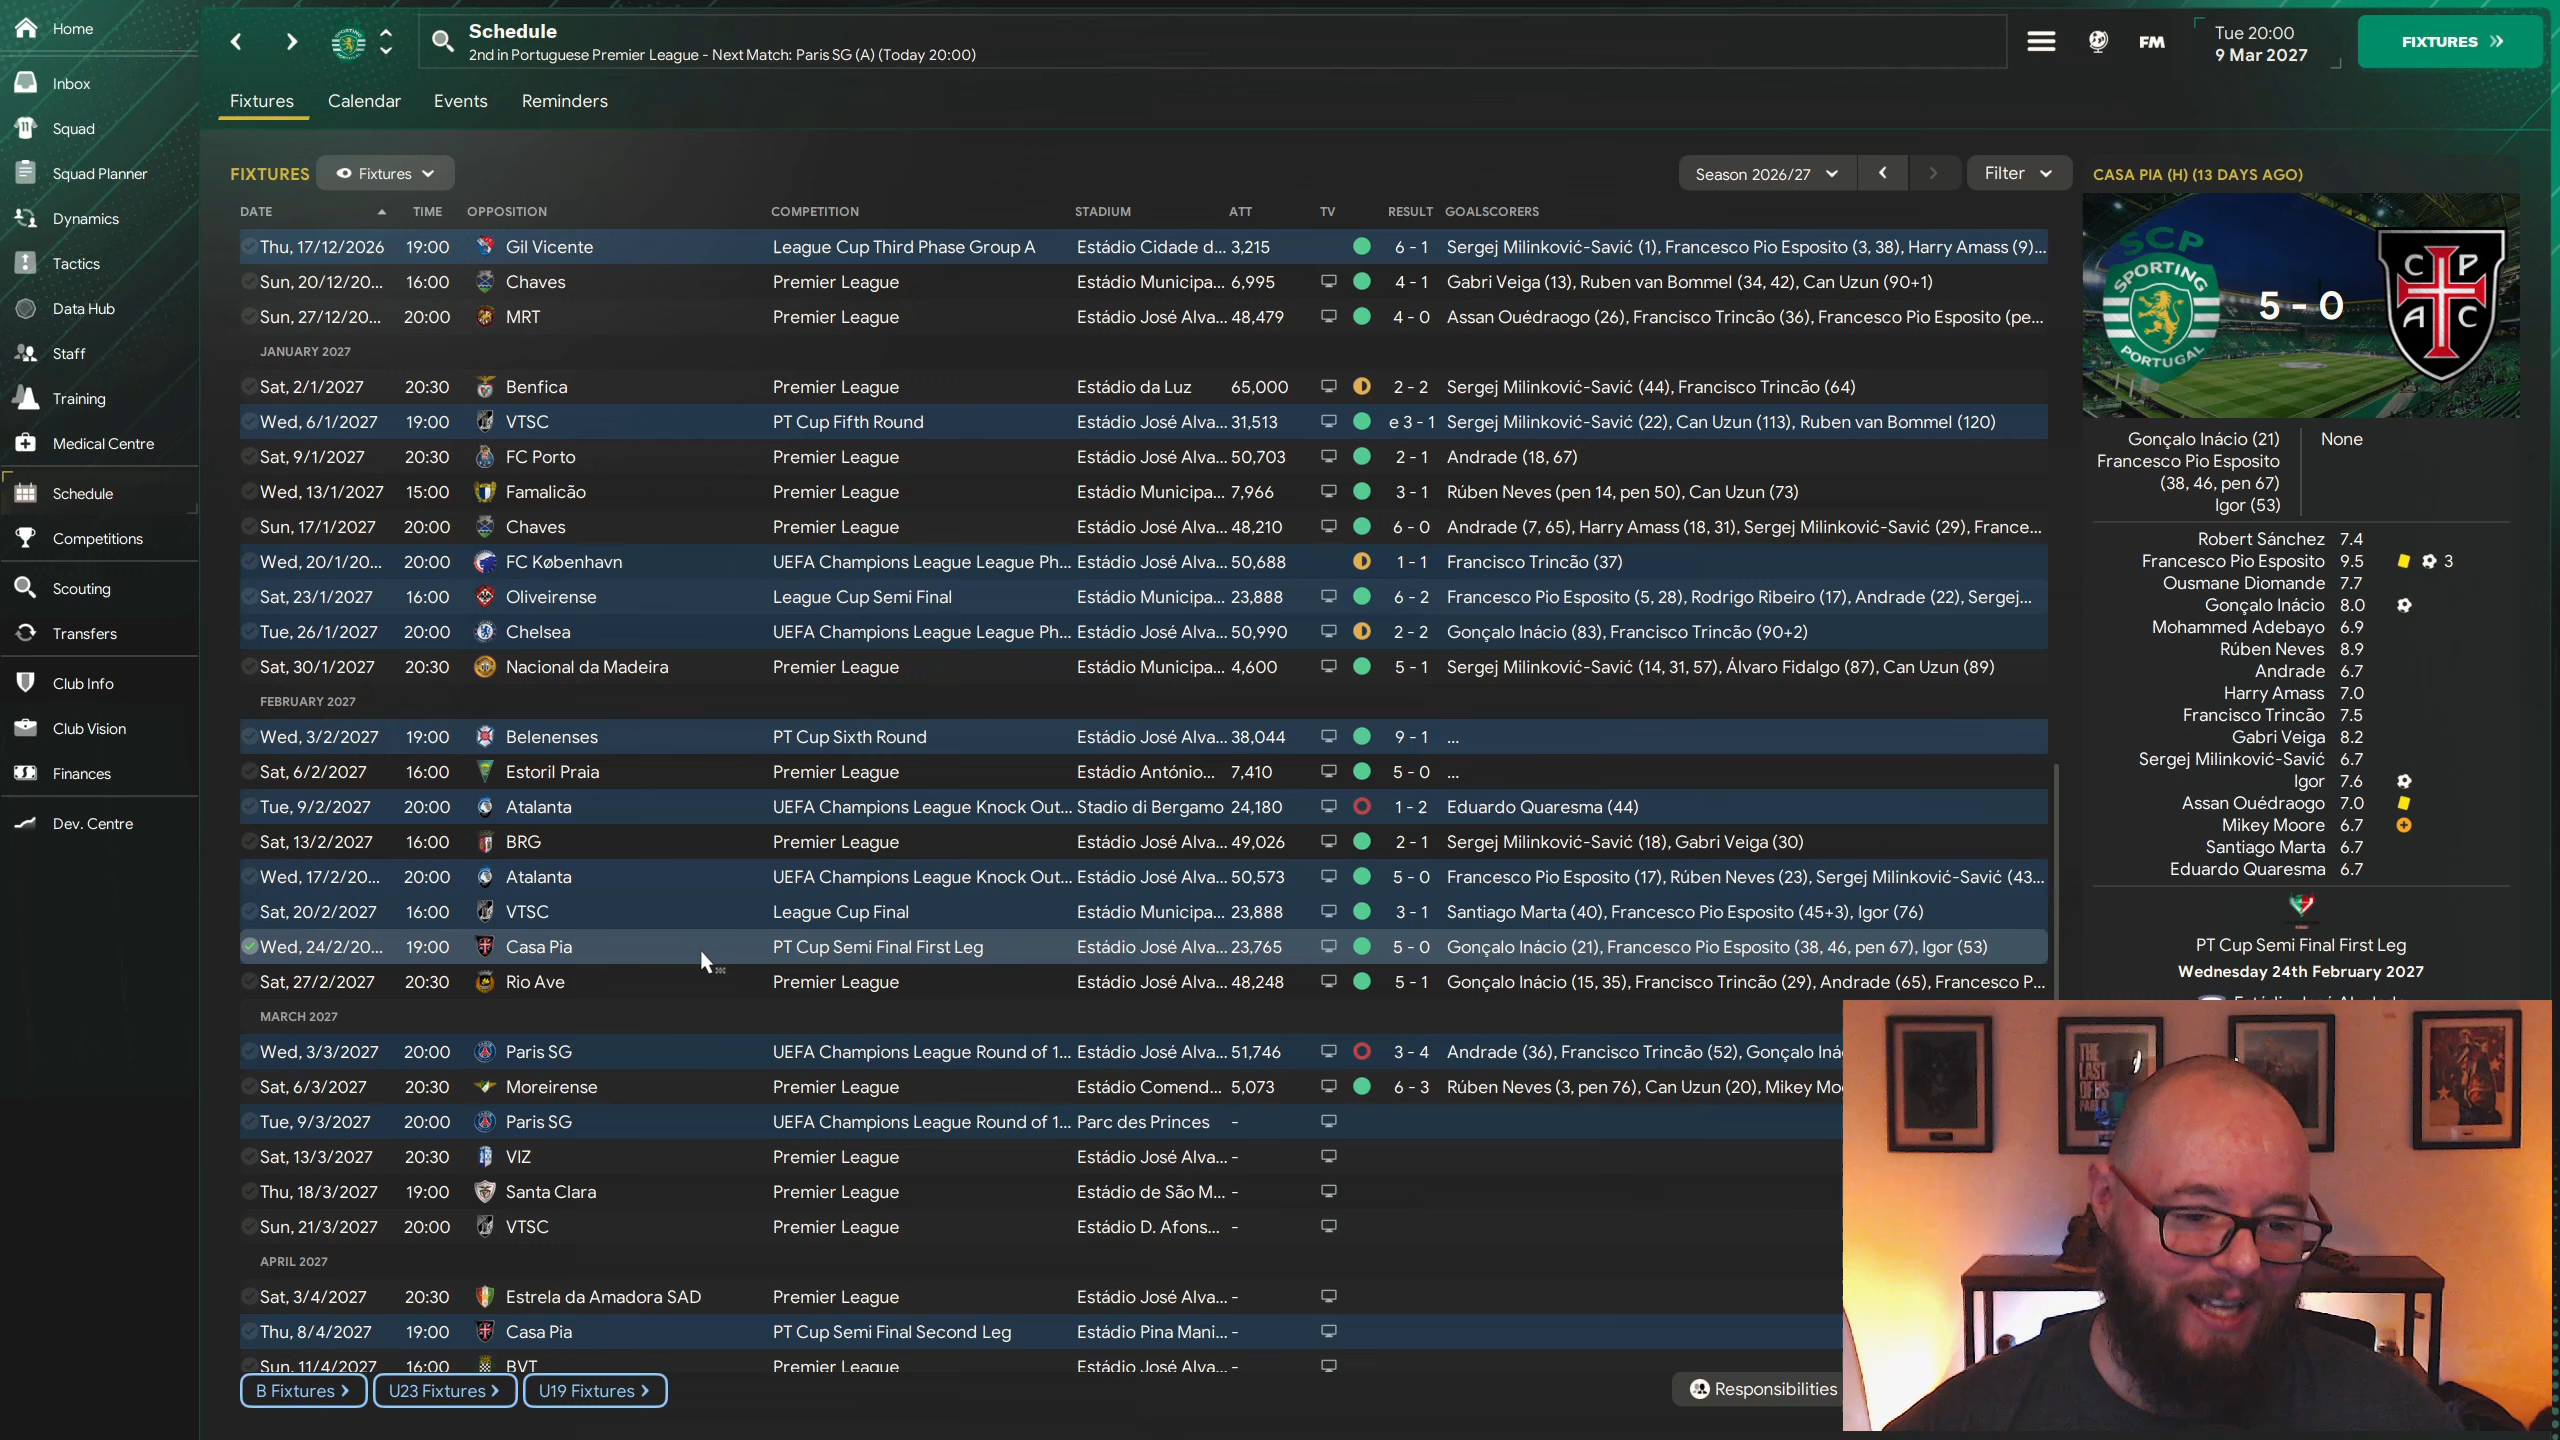 Home
Inbox
Squad
Squad Planner
Dynamics
Tactics
Data Hub
Staff
Training
Medical Centre
Schedule
Competitions
Scouting
Transfers
Club Info
Club Vision
Finances
Dev. Centre
Schedule
2nd in Portuguese Premier League - Next Match: Paris SG (A) (Today 20:00)
FM
Tue 20:00
9 Mar 2027
FIXTURES
Fixtures Calendar Events Reminders
FIXTURES Fixtures
Season 2026/27 Filter
DATE TIME OPPOSITION COMPETITION STADIUM ATT TV RESULT GOALSCORERS
Thu, 17/12/2026 19:00 Gil Vicente League Cup Third Phase Group A Estádio Cidade d... 3,215 6 - 1 Sergej Milinković-Savić (1), Francesco Pio Esposito (3, 38), Harry Amass (9)...
Sun, 20/12/20... 16:00 Chaves Premier League Estádio Municipa... 6,995 4 - 1 Gabri Veiga (13), Ruben van Bommel (34, 42), Can Uzun (90+1)
Sun, 27/12/20... 20:00 MRT Premier League Estádio José Alva... 48,479 4 - 0 Assan Ouédraogo (26), Francisco Trincão (36), Francesco Pio Esposito (pe...
JANUARY 2027
Sat, 2/1/2027 20:30 Benfica Premier League Estádio da Luz 65,000 2 - 2 Sergej Milinković-Savić (44), Francisco Trincão (64)
Wed, 6/1/2027 19:00 VTSC PT Cup Fifth Round Estádio José Alva... 31,513 e 3 - 1 Sergej Milinković-Savić (22), Can Uzun (113), Ruben van Bommel (120)
Sat, 9/1/2027 20:30 FC Porto Premier League Estádio José Alva... 50,703 2 - 1 Andrade (18, 67)
Wed, 13/1/2027 15:00 Famalicão Premier League Estádio Municipa... 7,966 3 - 1 Rúben Neves (pen 14, pen 50), Can Uzun (73)
Sun, 17/1/2027 20:00 Chaves Premier League Estádio José Alva... 48,210 6 - 0 Andrade (7, 65), Harry Amass (18, 31), Sergej Milinković-Savić (29), France...
Wed, 20/1/20... 20:00 FC København UEFA Champions League League Ph... Estádio José Alva... 50,688 1 - 1 Francisco Trincão (37)
Sat, 23/1/2027 16:00 Oliveirense League Cup Semi Final Estádio Municipa... 23,888 6 - 2 Francesco Pio Esposito (5, 28), Rodrigo Ribeiro (17), Andrade (22), Sergej...
Tue, 26/1/2027 20:00 Chelsea UEFA Champions League League Ph... Estádio José Alva... 50,990 2 - 2 Gonçalo Inácio (83), Francisco Trincão (90+2)
Sat, 30/1/2027 20:30 Nacional da Madeira Premier League Estádio Municipa... 4,600 5 - 1 Sergej Milinković-Savić (14, 31, 57), Álvaro Fidalgo (87), Can Uzun (89)
FEBRUARY 2027
Wed, 3/2/2027 19:00 Belenenses PT Cup Sixth Round Estádio José Alva... 38,044 9 - 1 ...
Sat, 6/2/2027 16:00 Estoril Praia Premier League Estádio António... 7,410 5 - 0 ...
Tue, 9/2/2027 20:00 Atalanta UEFA Champions League Knock Out... Stadio di Bergamo 24,180 1 - 2 Eduardo Quaresma (44)
Sat, 13/2/2027 16:00 BRG Premier League Estádio José Alva... 49,026 2 - 1 Sergej Milinković-Savić (18), Gabri Veiga (30)
Wed, 17/2/20... 20:00 Atalanta UEFA Champions League Knock Out... Estádio José Alva... 50,573 5 - 0 Francesco Pio Esposito (17), Rúben Neves (23), Sergej Milinković-Savić (43...
Sat, 20/2/2027 16:00 VTSC League Cup Final Estádio Municipa... 23,888 3 - 1 Santiago Marta (40), Francesco Pio Esposito (45+3), Igor (76)
Wed, 24/2/20... 19:00 Casa Pia PT Cup Semi Final First Leg Estádio José Alva... 23,765 5 - 0 Gonçalo Inácio (21), Francesco Pio Esposito (38, 46, pen 67), Igor (53)
Sat, 27/2/2027 20:30 Rio Ave Premier League Estádio José Alva... 48,248 5 - 1 Gonçalo Inácio (15, 35), Francisco Trincão (29), Andrade (65), Francesco P...
MARCH 2027
Wed, 3/3/2027 20:00 Paris SG UEFA Champions League Round of 1... Estádio José Alva... 51,746 3 - 4 Andrade (36), Francisco Trincão (52), Gonçalo Iná
Sat, 6/3/2027 20:30 Moreirense Premier League Estádio Comend... 5,073 6 - 3 Rúben Neves (3, pen 76), Can Uzun (20), Mikey Mo
Tue, 9/3/2027 20:00 Paris SG UEFA Champions League Round of 1... Parc des Princes -
Sat, 13/3/2027 20:30 VIZ Premier League Estádio José Alva... -
Thu, 18/3/2027 19:00 Santa Clara Premier League Estádio de São M... -
Sun, 21/3/2027 20:00 VTSC Premier League Estádio D. Afons... -
APRIL 2027
Sat, 3/4/2027 20:30 Estrela da Amadora SAD Premier League Estádio José Alva... -
Thu, 8/4/2027 19:00 Casa Pia PT Cup Semi Final Second Leg Estádio Pina Mani... -
Sun, 11/4/2027 16:00 BVT Premier League Estádio José Alva... -
B Fixtures U23 Fixtures U19 Fixtures
Responsibilities
CASA PIA (H) (13 DAYS AGO)
SCP
SPORTING
PORTUGAL
5 - 0
C P
A C
Gonçalo Inácio (21)
Francesco Pio Esposito
(38, 46, pen 67)
Igor (53)
None
Robert Sánchez 7.4
Francesco Pio Esposito 9.5 3
Ousmane Diomande 7.7
Gonçalo Inácio 8.0
Mohammed Adebayo 6.9
Rúben Neves 8.9
Andrade 6.7
Harry Amass 7.0
Francisco Trincão 7.5
Gabri Veiga 8.2
Sergej Milinković-Savić 6.7
Igor 7.6
Assan Ouédraogo 7.0
Mikey Moore 6.7
Santiago Marta 6.7
Eduardo Quaresma 6.7
PT Cup Semi Final First Leg
Wednesday 24th February 2027
THE
LAST
OF US